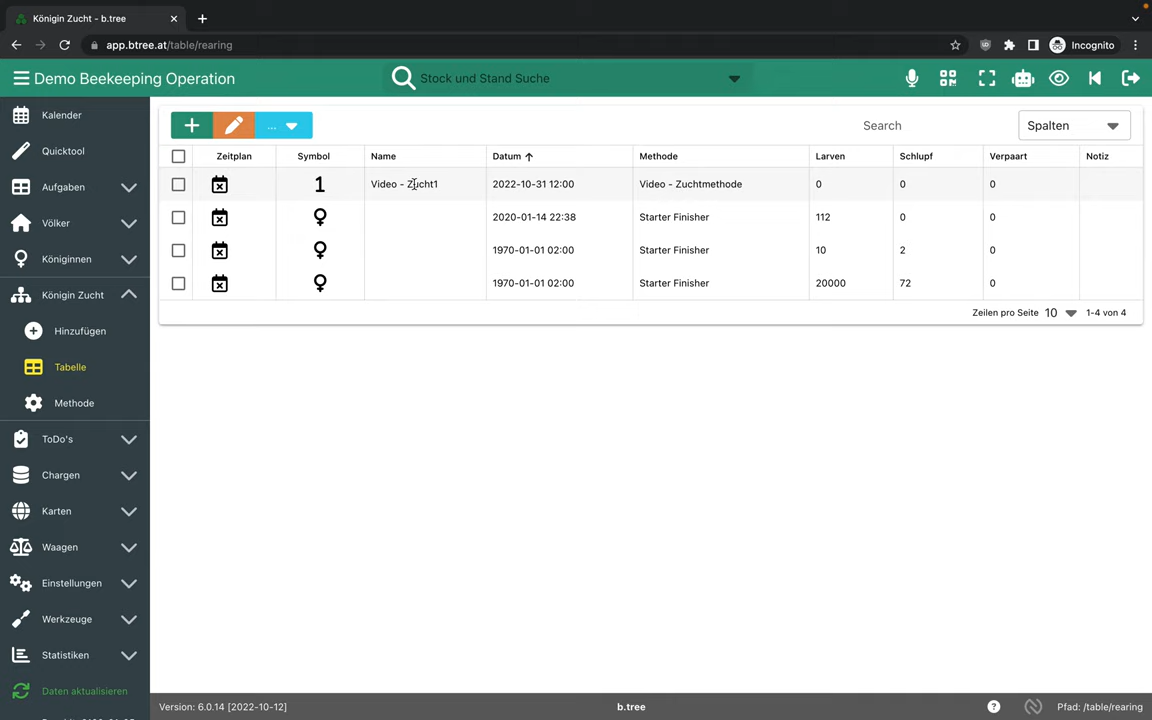 Königin Zucht - b.tree
app.btree.at/table/rearing
Incognito
Demo Beekeeping Operation
Stock und Stand Suche
Kalender
Quicktool
Aufgaben
Völker
Königinnen
Königin Zucht
Hinzufügen
Tabelle
Methode
ToDo's
Chargen
Karten
Waagen
Einstellungen
Werkzeuge
Statistiken
Daten aktualisieren
... Search Spalten
Zeitplan Symbol Name Datum Methode Larven Schlupf Verpaart Notiz
1 Video - Zucht1 2022-10-31 12:00 Video - Zuchtmethode 0 0 0
2020-01-14 22:38 Starter Finisher 112 0 0
1970-01-01 02:00 Starter Finisher 10 2 0
1970-01-01 02:00 Starter Finisher 20000 72 0
Zeilen pro Seite 10 1-4 von 4
Version: 6.0.14 [2022-10-12] b.tree Pfad: /table/rearing